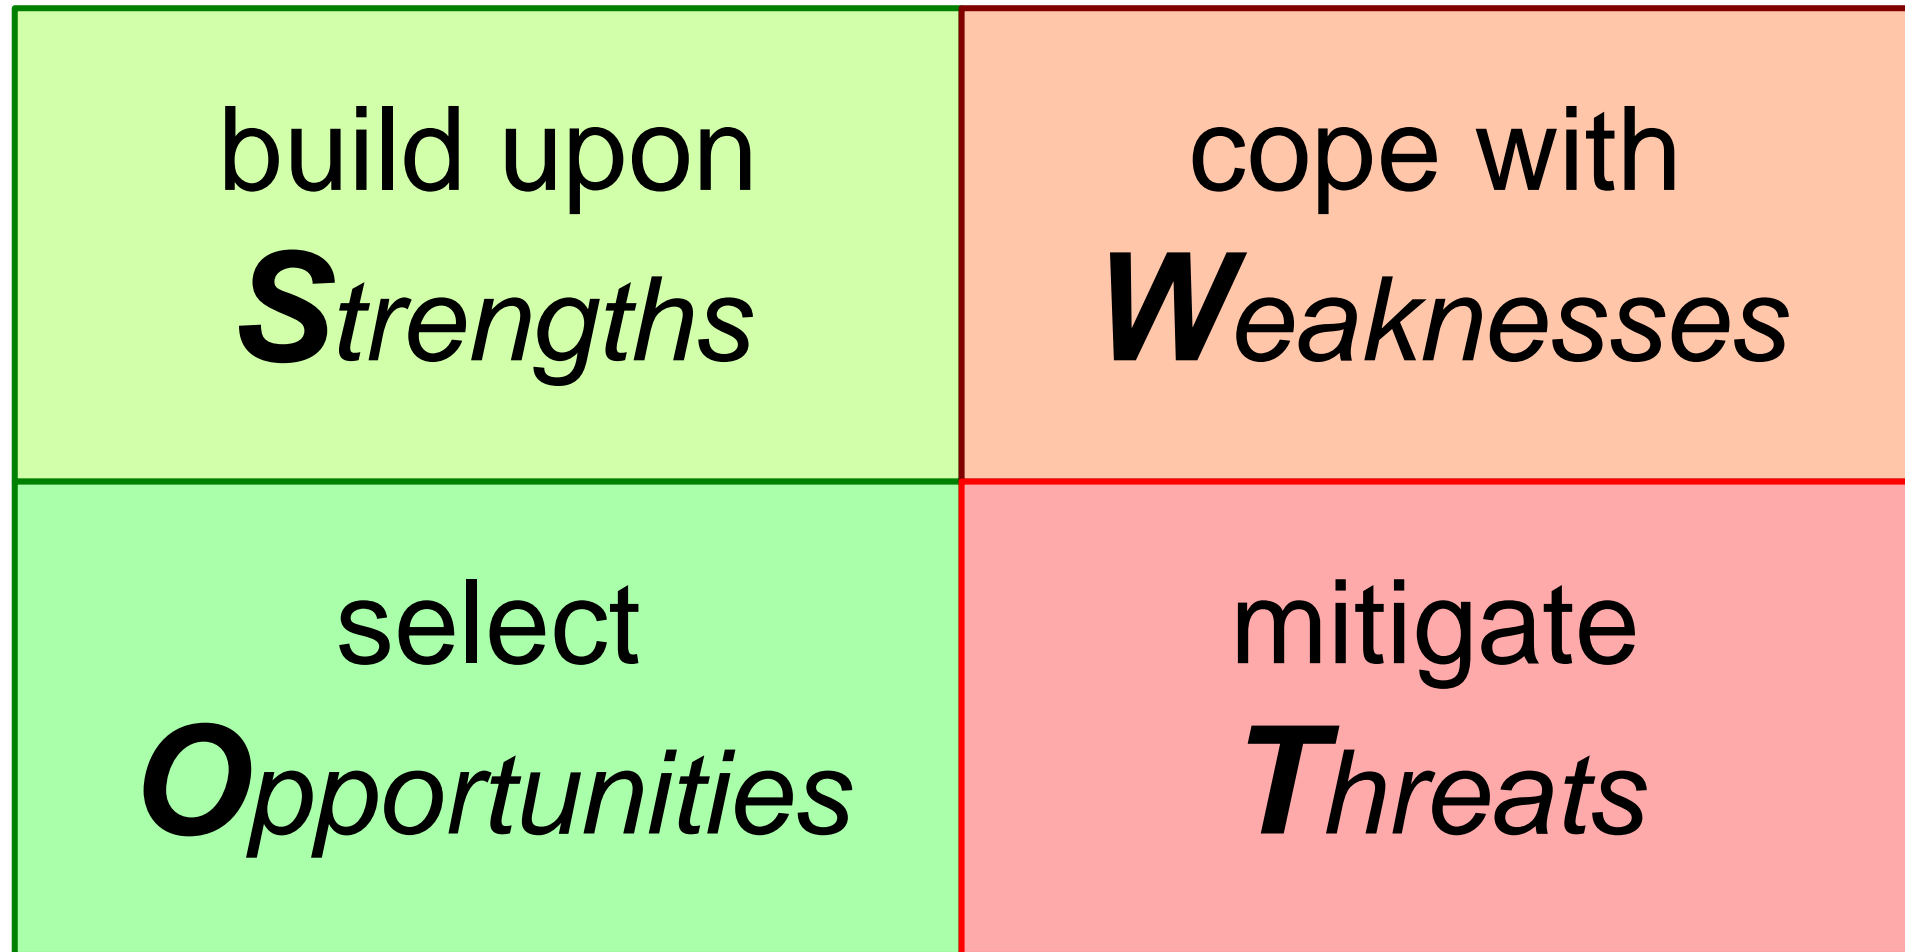 build upon
Strengths
cope with
Weaknesses
select
Opportunities
mitigate
Threats